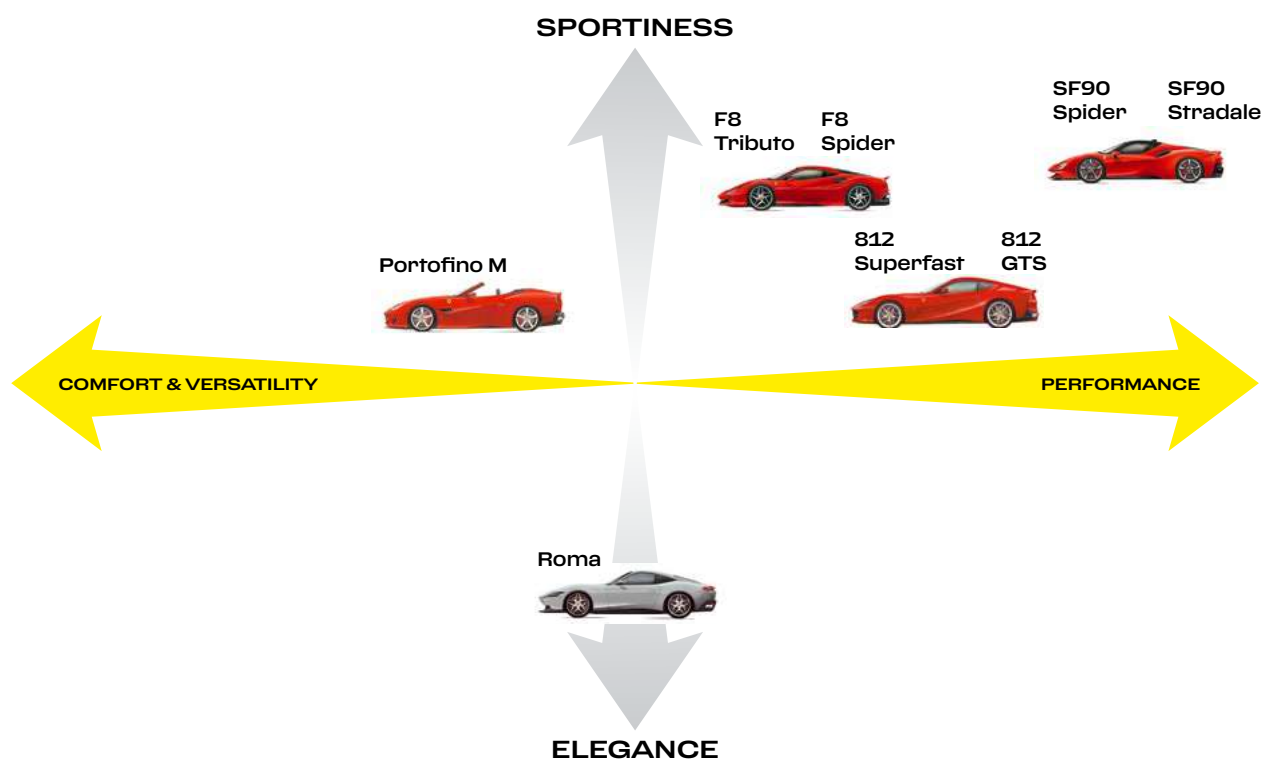 SPORTINESS
SF90
Spider
SF90
Stradale
F8
Tributo
F8
Spider
812
Superfast
812
GTS
Portofino M
COMFORT & VERSATILITY
PERFORMANCE
Roma
ELEGANCE